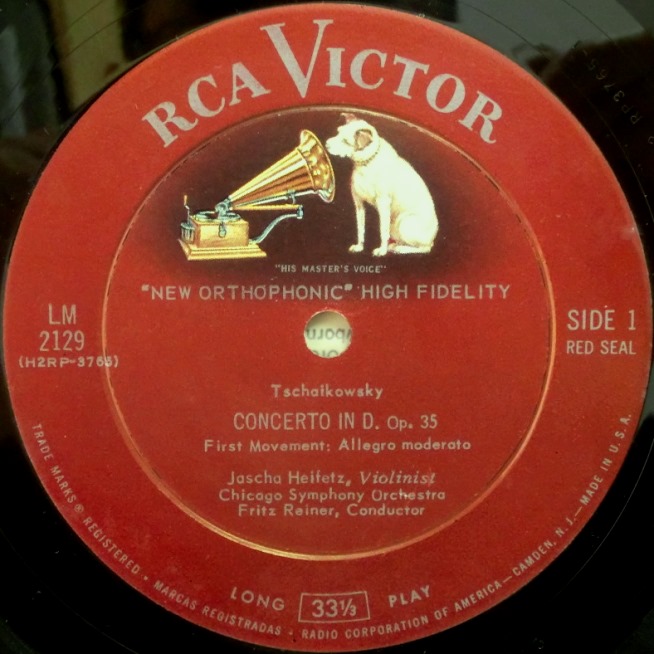 RCA VICTOR
"HIS MASTER'S VOICE"
"NEW ORTHOPHONIC" HIGH FIDELITY
LM
2129
(H2RP-3765)
SIDE 1
RED SEAL
Tschaikowsky
CONCERTO IN D. Op. 35
First Movement: Allegro moderato
Jascha Heifetz, Violinist
Chicago Symphony Orchestra
Fritz Reiner, Conductor
LONG 33⅓ PLAY
TRADE MARKS ® REGISTERED • MARCAS REGISTRADAS • RADIO CORPORATION OF AMERICA—CAMDEN, N. J.—MADE IN U. S. A.